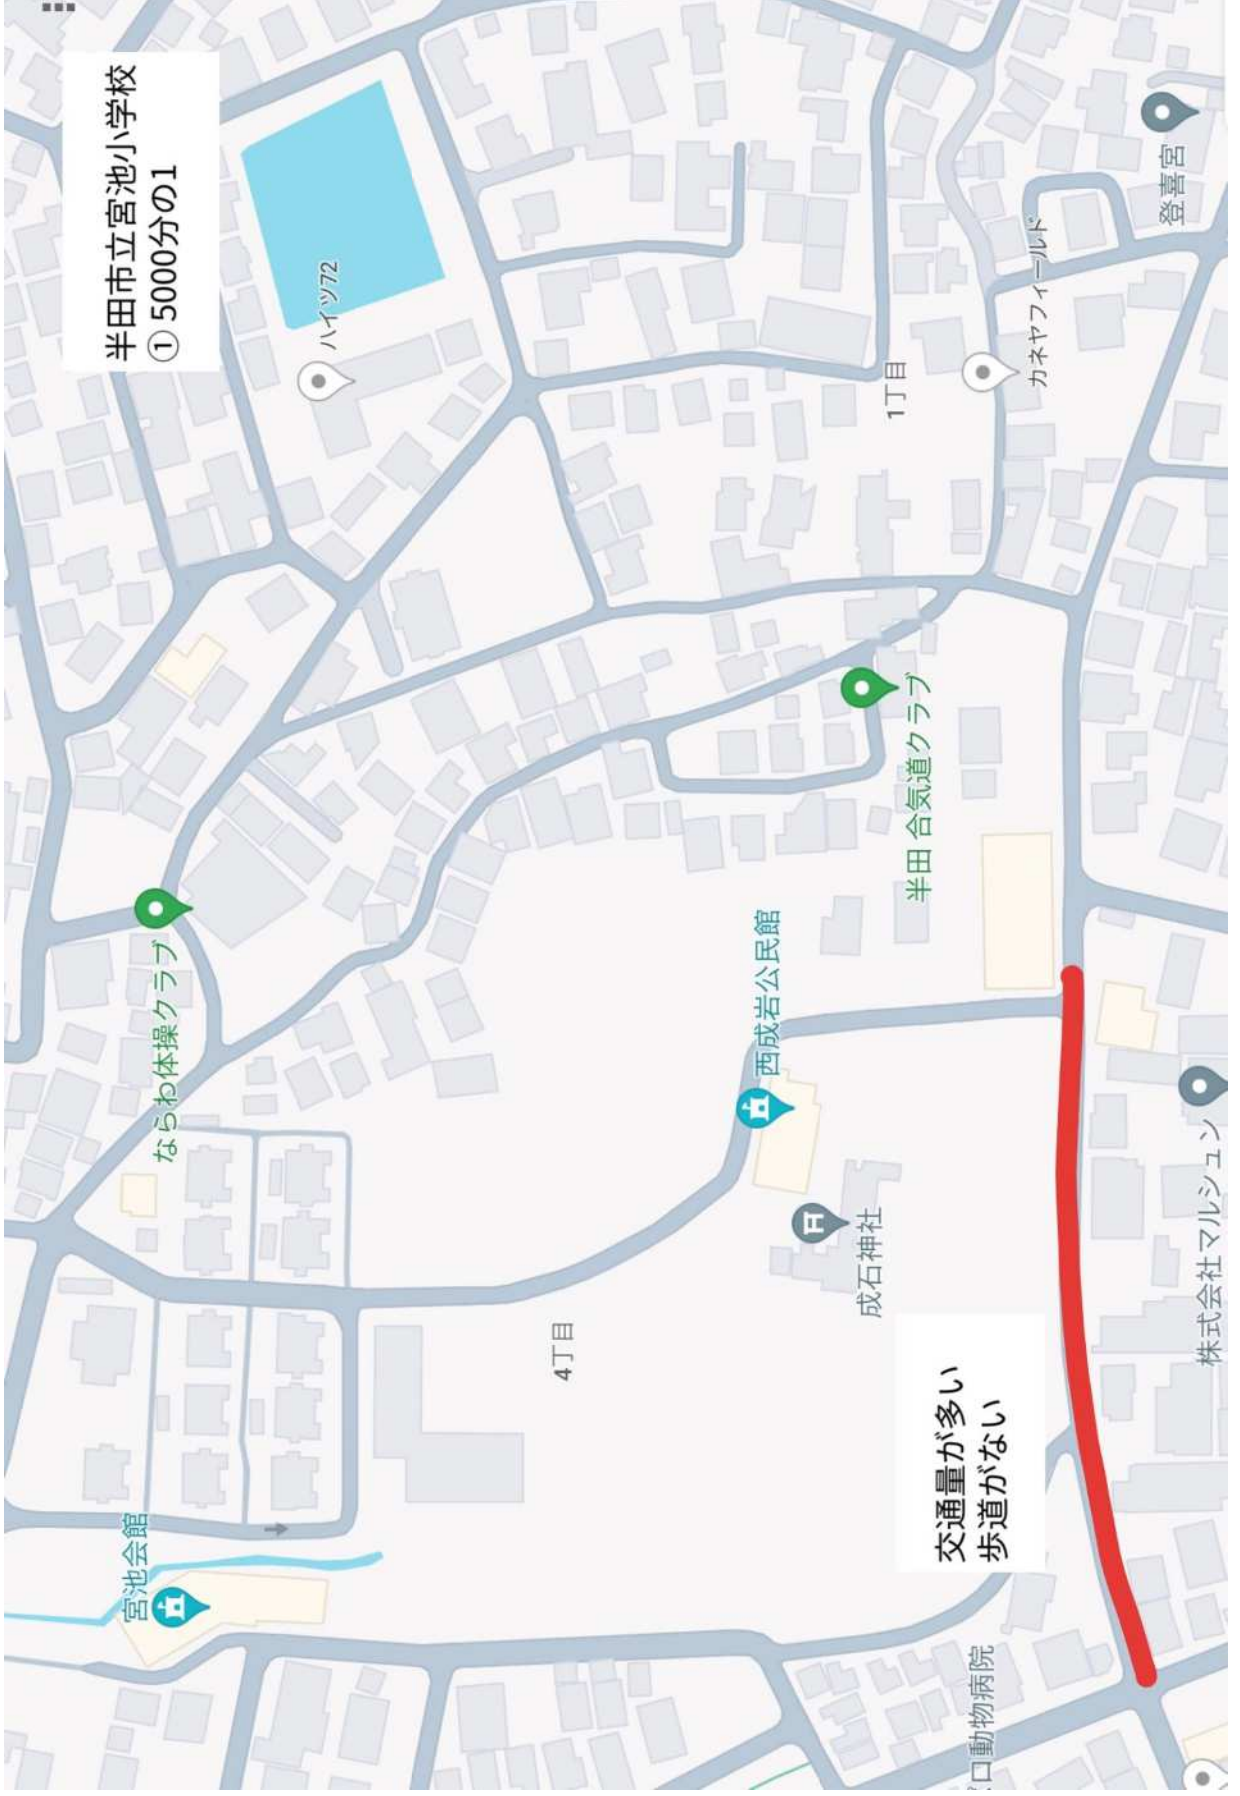 半田市立宮池小学校
① 5000分の1
ハイツ72
登喜宮
カネヤフィールド
1丁目
半田 合気道クラブ
ならわ体操クラブ
西成岩公民館
成石神社
4丁目
株式会社マルシュン
交通量が多い
歩道がない
宮池会館
口動物病院